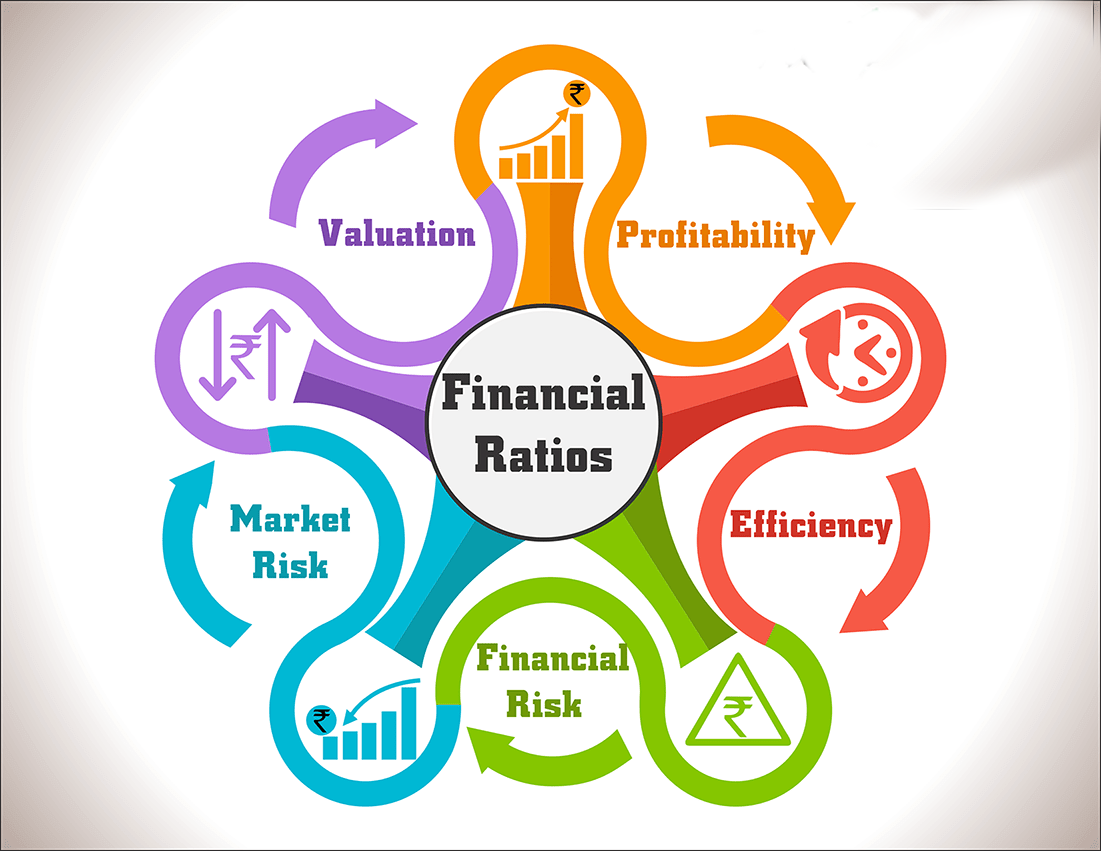 Financial
Ratios
Profitability
Efficiency
Financial
Risk
Market
Risk
Valuation
₹
₹
₹
₹